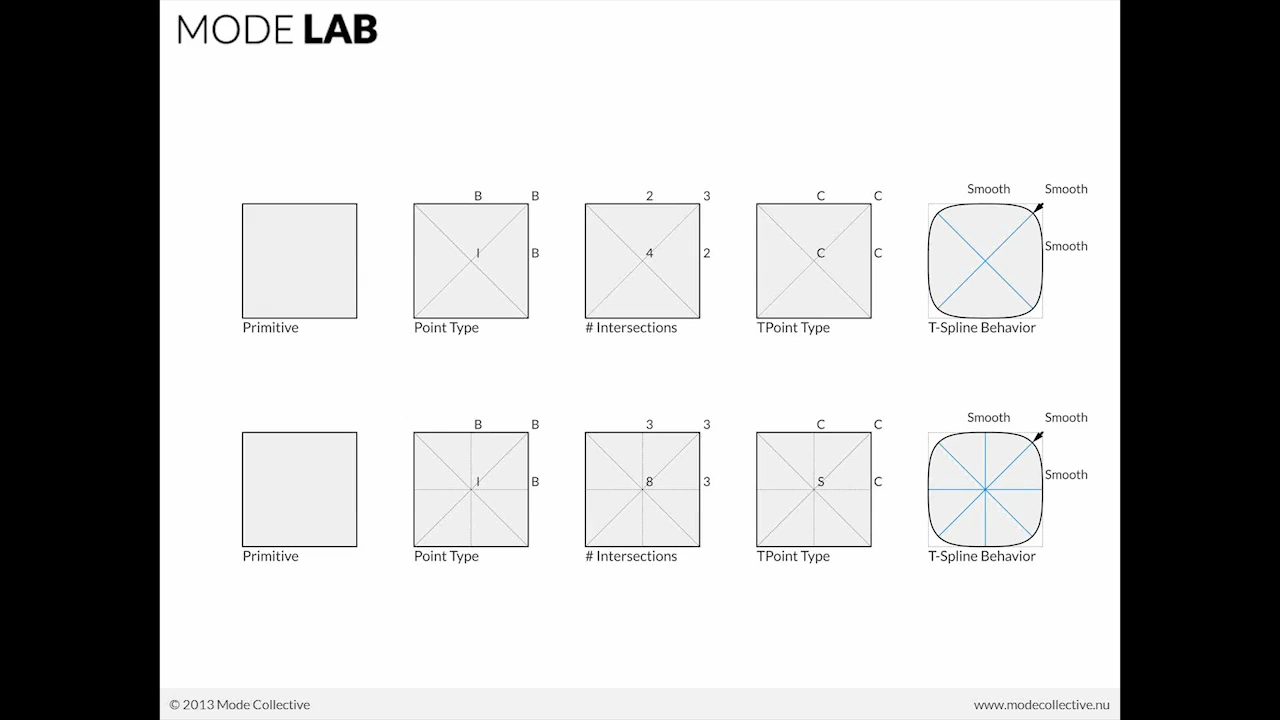 MODE LAB
B B 2 3 C C Smooth Smooth
I B 4 2 C C Smooth
Primitive Point Type # Intersections TPoint Type T-Spline Behavior
B B 3 3 C C Smooth Smooth
I B 8 3 S C Smooth
Primitive Point Type # Intersections TPoint Type T-Spline Behavior
© 2013 Mode Collective www.modecollective.nu